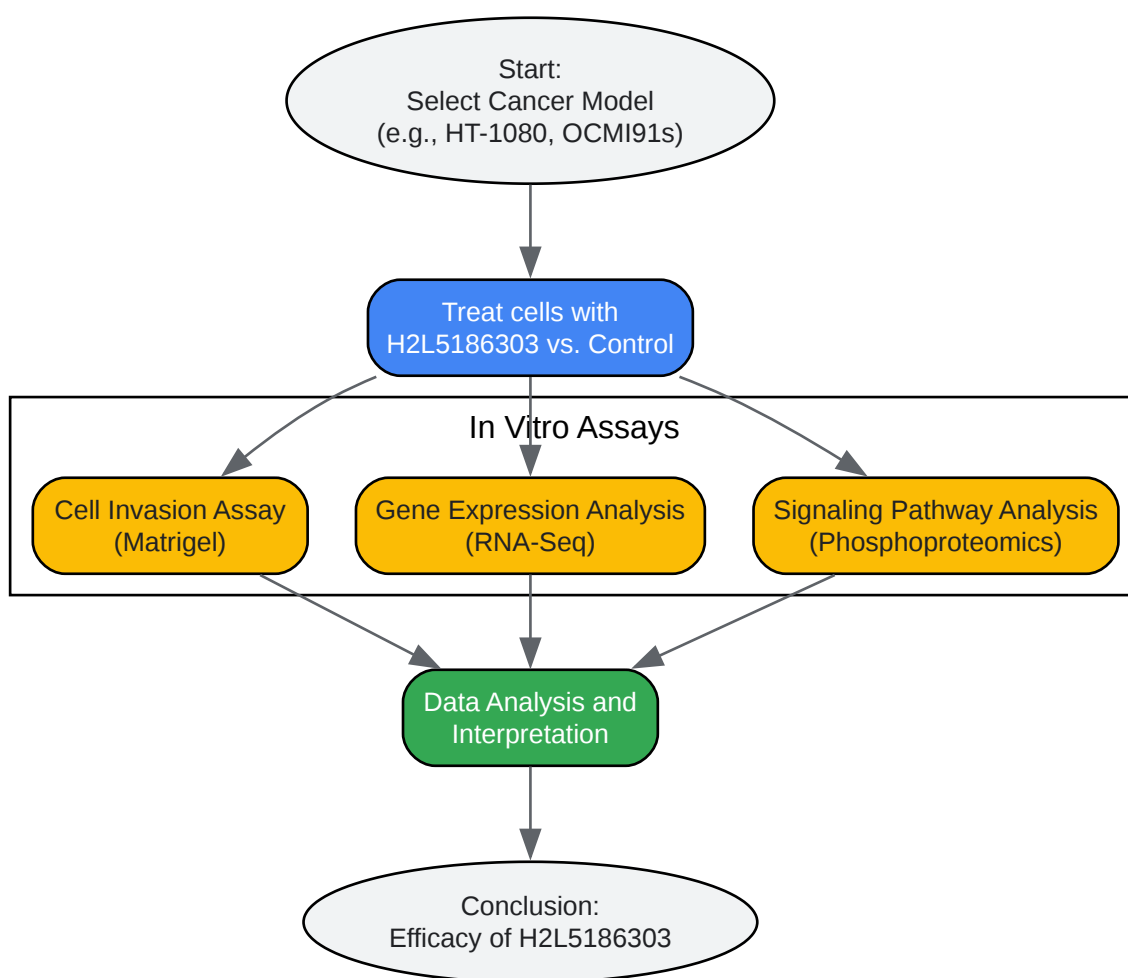 Start:
Select Cancer Model
(e.g., HT-1080, OCMI91s)
Treat cells with
H2L5186303 vs. Control
In Vitro Assays
Cell Invasion Assay
(Matrigel)
Gene Expression Analysis
(RNA-Seq)
Signaling Pathway Analysis
(Phosphoproteomics)
Data Analysis and
Interpretation
Conclusion:
Efficacy of H2L5186303